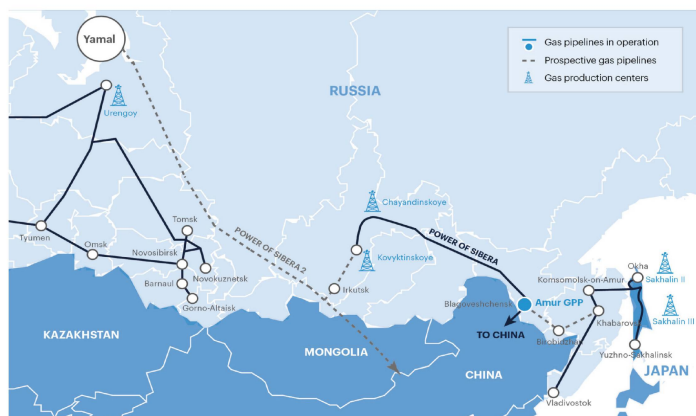 Yamal
Gas pipelines in operation
Prospective gas pipelines
Gas production centers
RUSSIA
Urengoy
Chayandinskoye
Tomsk
Tyumen
Omsk
Novosibirsk
POWER OF SIBERA 2
POWER OF SIBERA
Kovyktinskoye
Novokuznetsk
Barnaul
Irkutsk
Gorno-Altaisk
Okha
Komsomolsk-on-Amur
Sakhalin II
Blagoveshchensk
Amur GPP
Khabarovsk
Sakhalin III
TO CHINA
Birobidzhan
KAZAKHSTAN
MONGOLIA
CHINA
Yuzhno-Sakhalinsk
JAPAN
Vladivostok